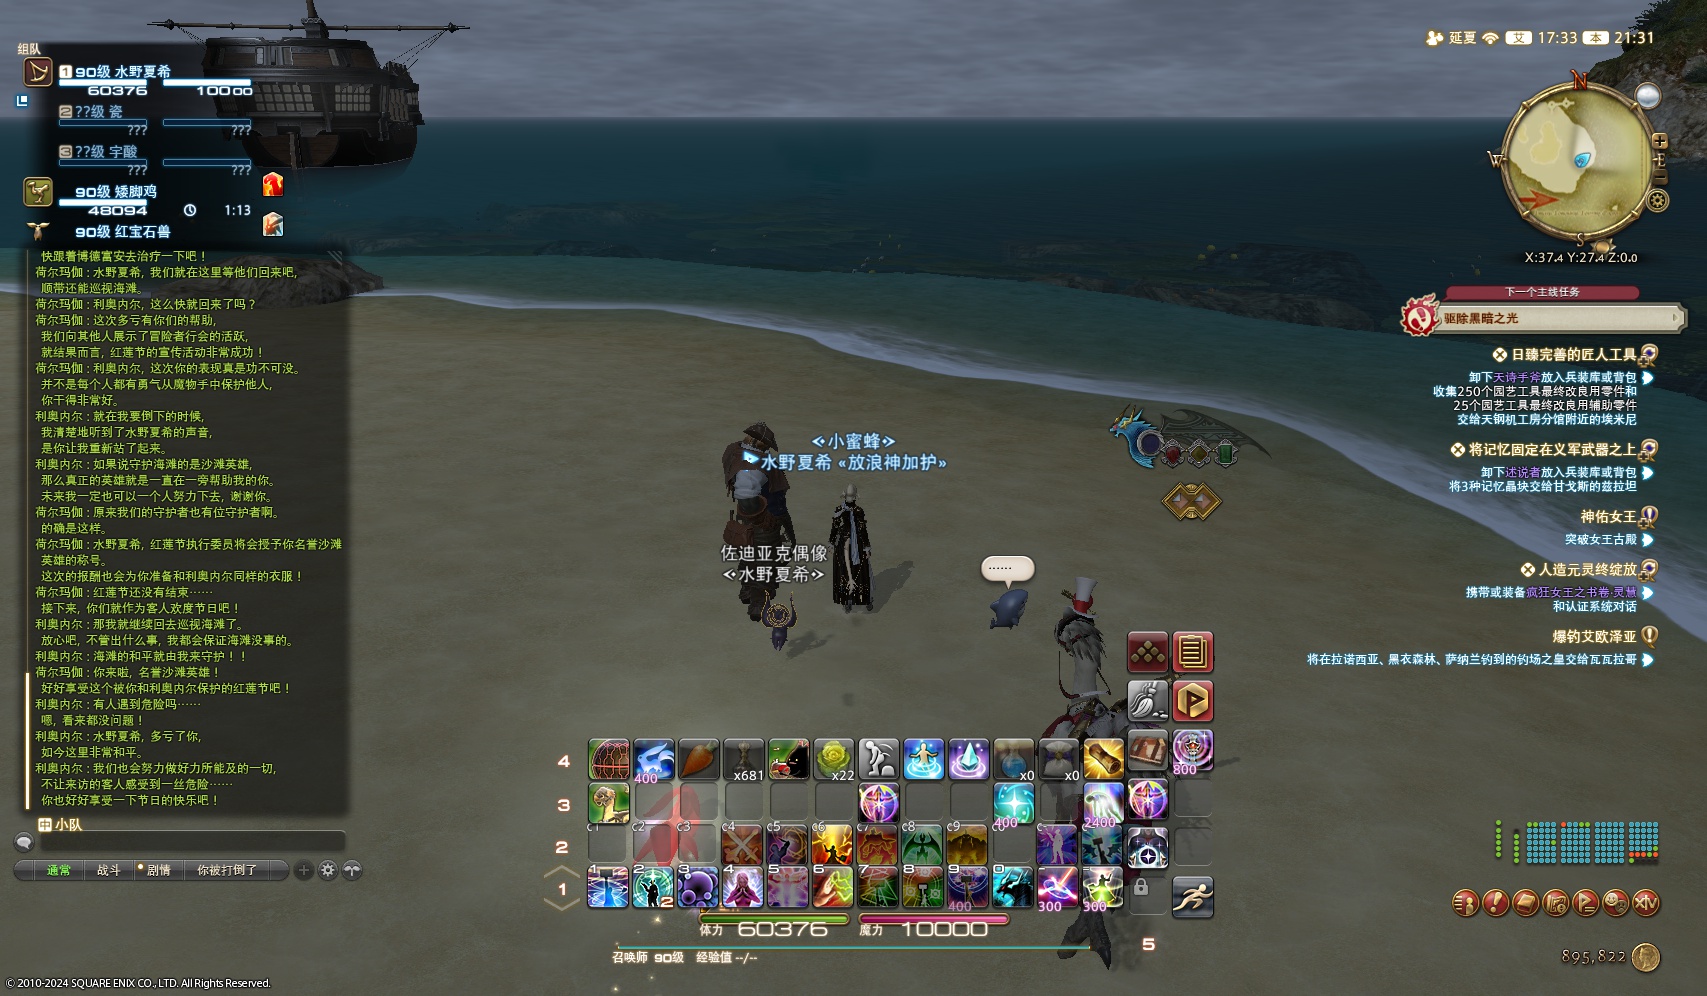 组队
1 90级 水野夏希
60376 10000
2 ??级 瓷
??? ???
3 ??级 宇酸
??? ???
90级 矮脚鸡
48094 1:13
90级 红宝石兽
快跟着博德富安去治疗一下吧！
荷尔玛伽：水野夏希，我们就在这里等他们回来吧，
顺带还能巡视海滩。
荷尔玛伽：利奥内尔，这么快就回来了吗？
荷尔玛伽：这次多亏有你们的帮助，
我们向其他人展示了冒险者行会的活跃，
就结果而言，红莲节的宣传活动非常成功！
荷尔玛伽：利奥内尔，这次你的表现真是功不可没。
并不是每个人都有勇气从魔物手中保护他人，
你干得非常好。
利奥内尔：就在我要倒下的时候，
我清楚地听到了水野夏希的声音，
是你让我重新站了起来。
利奥内尔：如果说守护海滩的是沙滩英雄，
那么真正的英雄就是一直在一旁帮助我的你。
未来我一定也可以一个人努力下去，谢谢你。
荷尔玛伽：原来我们的守护者也有位守护者啊。
的确是这样。
荷尔玛伽：水野夏希，红莲节执行委员将会授予你名誉沙滩
英雄的称号。
这次的报酬也会为你准备和利奥内尔同样的衣服！
荷尔玛伽：红莲节还没有结束……
接下来，你们就作为客人欢度节日吧！
利奥内尔：那我就继续回去巡视海滩了。
放心吧，不管出什么事，我都会保证海滩没事的。
利奥内尔：海滩的和平就由我来守护！！
荷尔玛伽：你来啦，名誉沙滩英雄！
好好享受这个被你和利奥内尔保护的红莲节吧！
利奥内尔：有人遇到危险吗……
嗯，看来都没问题！
利奥内尔：水野夏希，多亏了你，
如今这里非常和平。
利奥内尔：我们也会努力做好力所能及的一切，
不让来访的客人感受到一丝危险……
你也好好享受一下节日的快乐吧！
中 小队
通常 战斗 剧情 你被打倒了
«小蜜蜂»
水野夏希 «放浪神加护»
佐迪亚克偶像
«水野夏希»
……
延夏 艾 17:33 本 21:31
N
W E
S
X:37.4 Y:27.4 Z:0.0
下一个主线任务
驱除黑暗之光
日臻完善的匠人工具
卸下天诗手斧放入兵装库或背包
收集250个园艺工具最终改良用零件和
25个园艺工具最终改良用辅助零件
交给天钢机工房分馆附近的埃米尼
将记忆固定在义军武器之上
卸下述说者放入兵装库或背包
将3种记忆晶块交给甘戈斯的兹拉坦
神佑女王
突破女王古殿
人造元灵终绽放
携带或装备疯狂女王之书卷·灵慧
和认证系统对话
爆钓艾欧泽亚
将在拉诺西亚、黑衣森林、萨纳兰钓到的钓场之皇交给瓦瓦拉哥
4 400 x681 x22 x0 x0 800
3 400 2400
2 c1 c2 c3 c4 c5 c6 c7 c8 c9 c0
1 1 2 3 4 5 6 7 8 9 0
2 400 300 300
体力 60376 魔力 10000
5
召唤师 90级 经验值 --/--
895,822
© 2010-2024 SQUARE ENIX CO., LTD. All Rights Reserved.